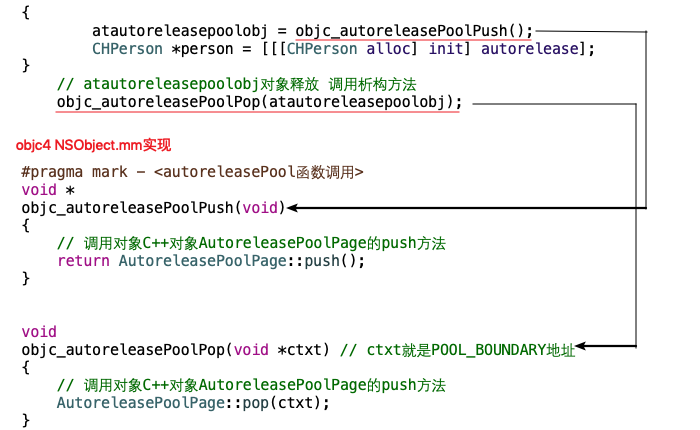 {
atautoreleasepoolobj = objc_autoreleasePoolPush();
CHPerson *person = [[[CHPerson alloc] init] autorelease];
}
// atautoreleasepoolobj对象释放 调用析构方法
objc_autoreleasePoolPop(atautoreleasepoolobj);
objc4 NSObject.mm实现
#pragma mark - <autoreleasePool函数调用>
void *
objc_autoreleasePoolPush(void)
{
// 调用对象C++对象AutoreleasePoolPage的push方法
return AutoreleasePoolPage::push();
}
void
objc_autoreleasePoolPop(void *ctxt) // ctxt就是POOL_BOUNDARY地址
{
// 调用对象C++对象AutoreleasePoolPage的push方法
AutoreleasePoolPage::pop(ctxt);
}